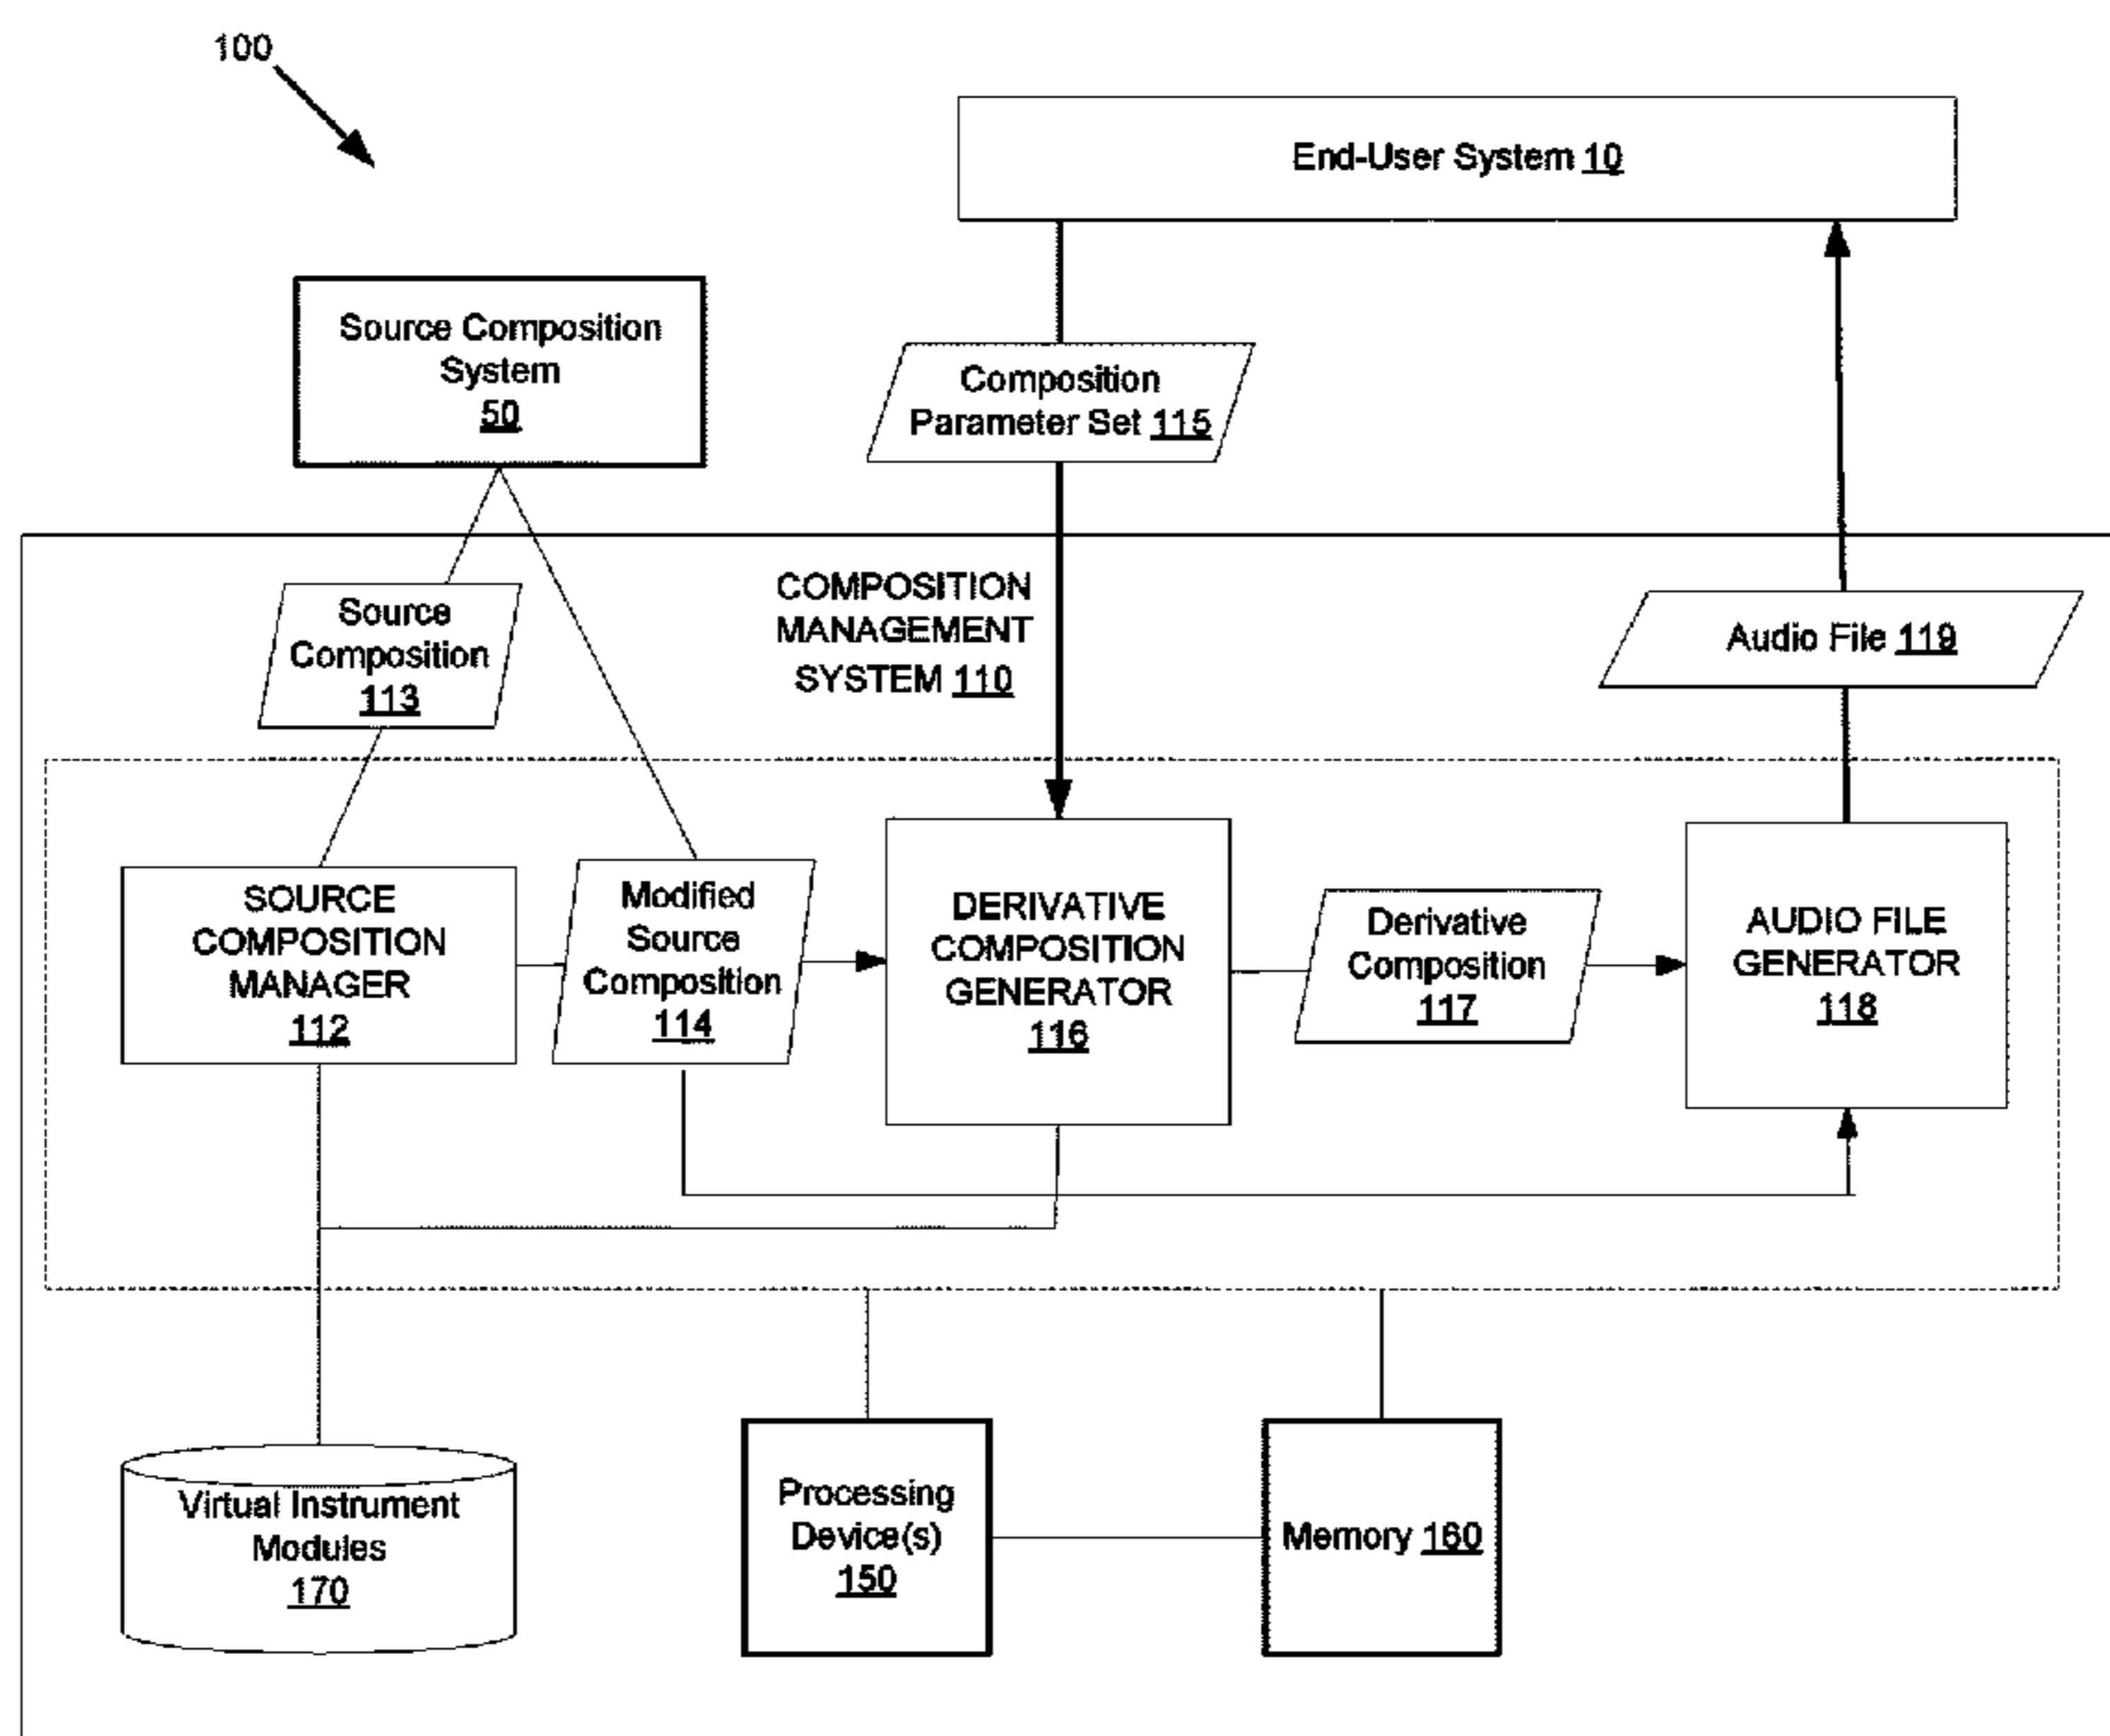 100
End-User System 10
Source Composition
System
50
Composition
Parameter Set 115
COMPOSITION
MANAGEMENT
SYSTEM 110
Source
Composition
113
Audio File 119
SOURCE
COMPOSITION
MANAGER
112
Modified
Source
Composition
114
DERIVATIVE
COMPOSITION
GENERATOR
116
Derivative
Composition
117
AUDIO FILE
GENERATOR
118
Virtual Instrument
Modules
170
Processing
Device(s)
150
Memory 160